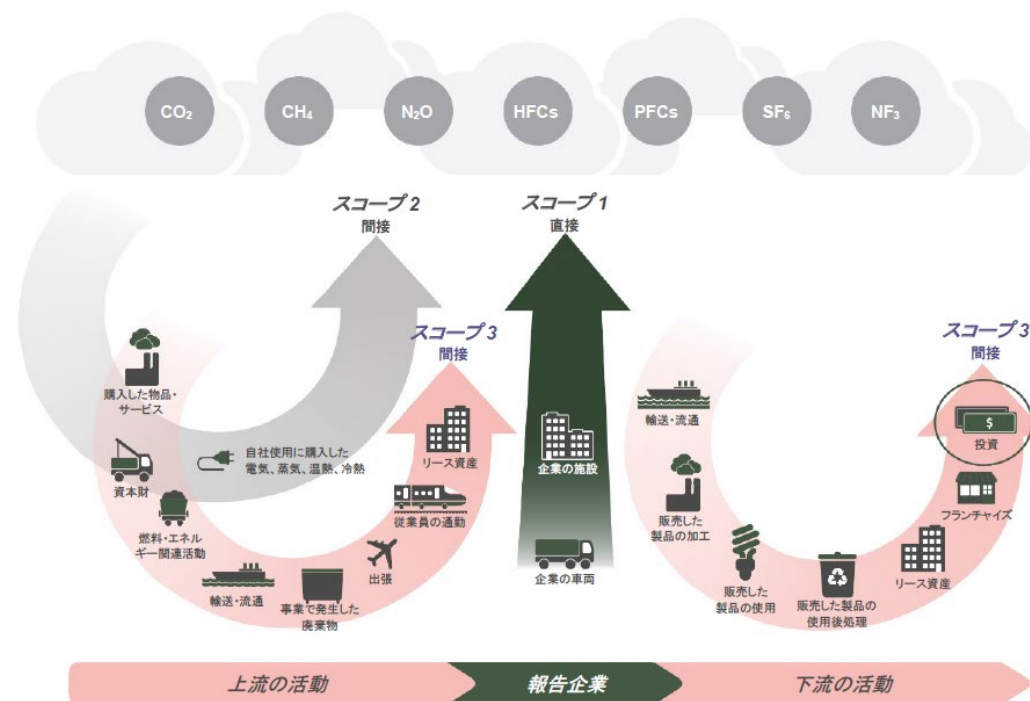 CO₂
CH₄
N₂O
HFCs
PFCs
SF₆
NF₃
スコープ 2
間接
スコープ 1
直接
スコープ 3
間接
スコープ 3
間接
購入した物品・
サービス
資本財
燃料・エネル
ギー関連活動
輸送・流通
事業で発生した
廃棄物
出張
従業員の通勤
リース資産
自社使用に購入した
電気、蒸気、温熱、冷熱
企業の施設
企業の車両
輸送・流通
販売した
製品の加工
販売した
製品の使用
販売した製品の
使用後処理
リース資産
フランチャイズ
$
投資
上流の活動
報告企業
下流の活動